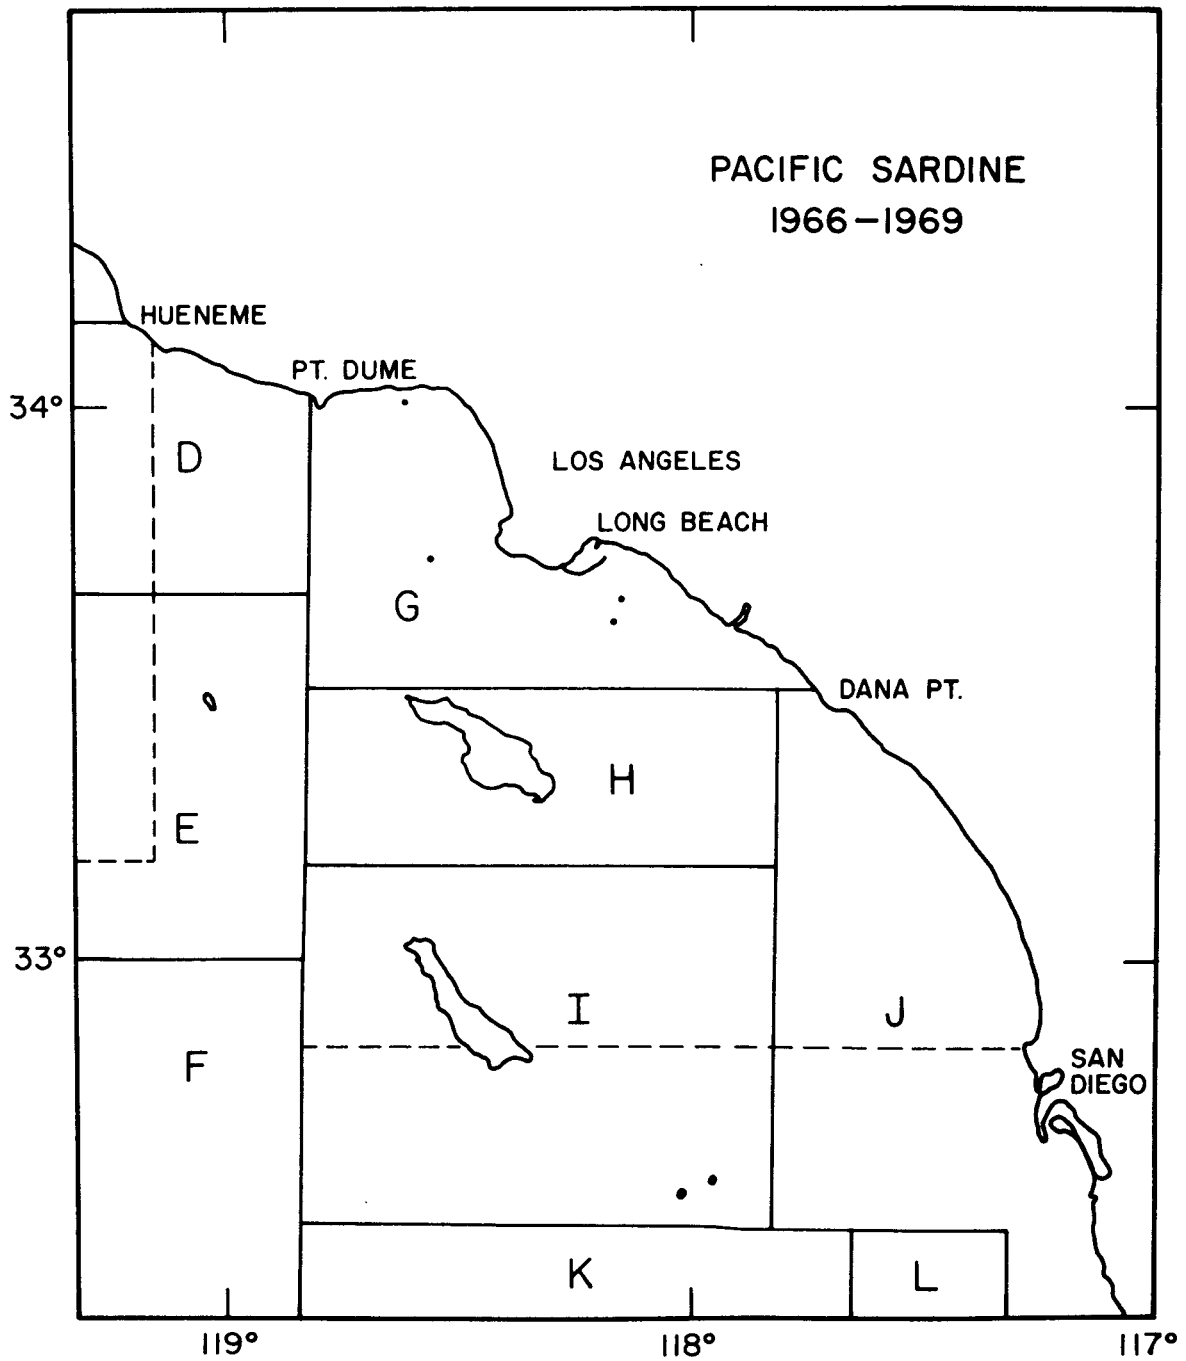 PACIFIC SARDINE
1966-1969
HUENEME
PT. DUME
34°
D
LOS ANGELES
LONG BEACH
G
DANA PT.
H
E
33°
I
J
F
SAN
DIEGO
K
L
119°
118°
117°